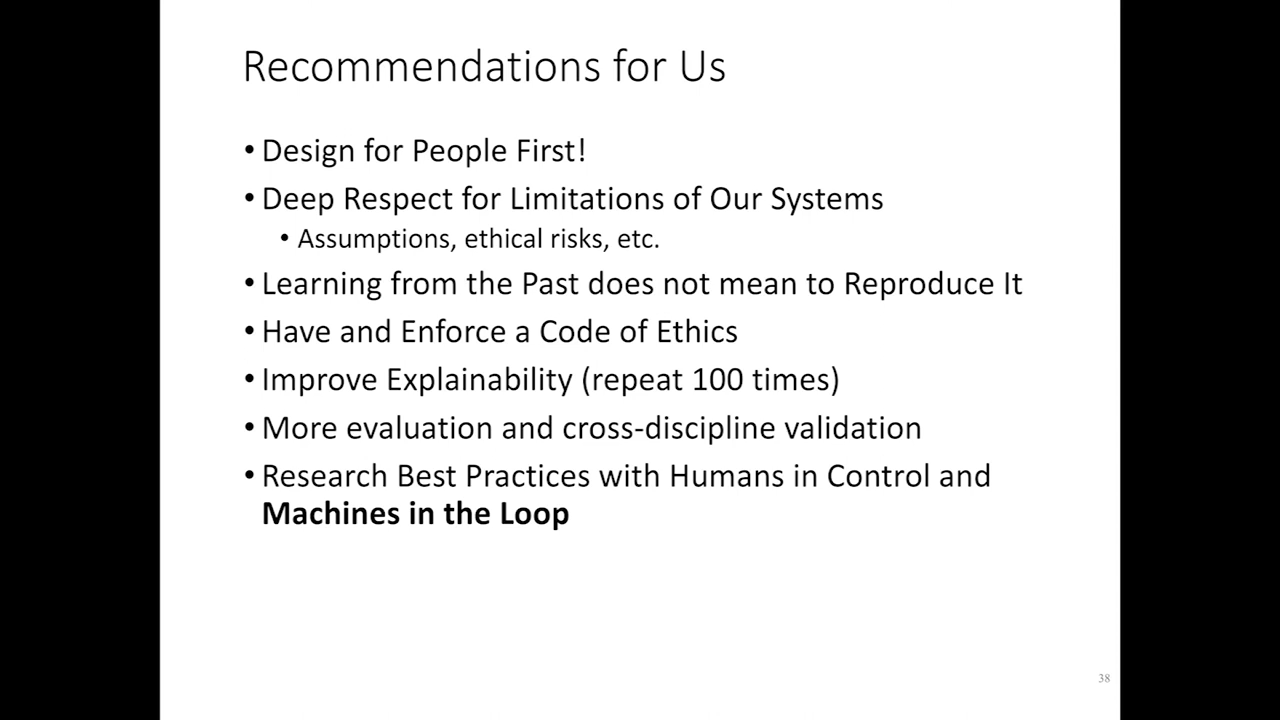 Recommendations for Us
• Design for People First!
• Deep Respect for Limitations of Our Systems
• Assumptions, ethical risks, etc.
• Learning from the Past does not mean to Reproduce It
• Have and Enforce a Code of Ethics
• Improve Explainability (repeat 100 times)
• More evaluation and cross-discipline validation
• Research Best Practices with Humans in Control and
Machines in the Loop
38